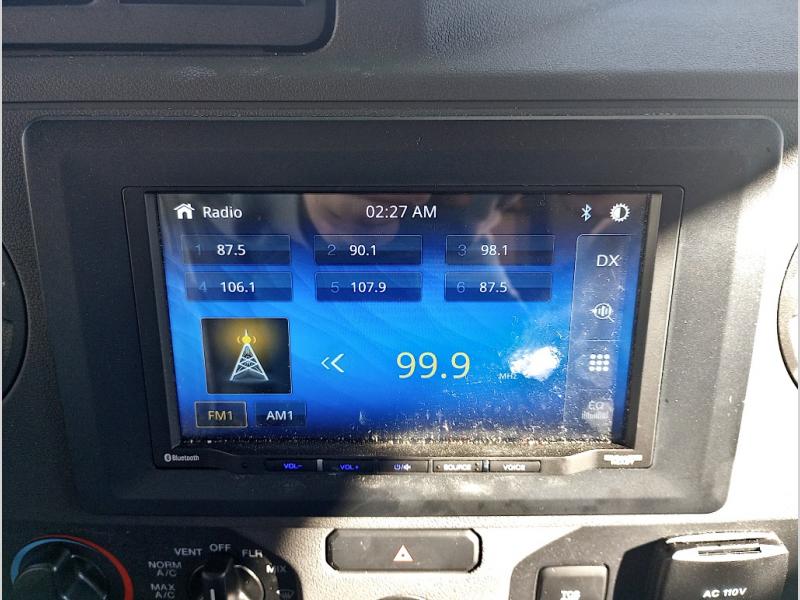 Radio 02:27 AM
1 87.5 2 90.1 3 98.1
4 106.1 5 107.9 6 87.5
DX
99.9 MHz
FM1 AM1 EQ
Bluetooth VOL- VOL+ SOURCE VOICE
VENT OFF FLR
NORM A/C MIX
MAX A/C
TCS AC 110V